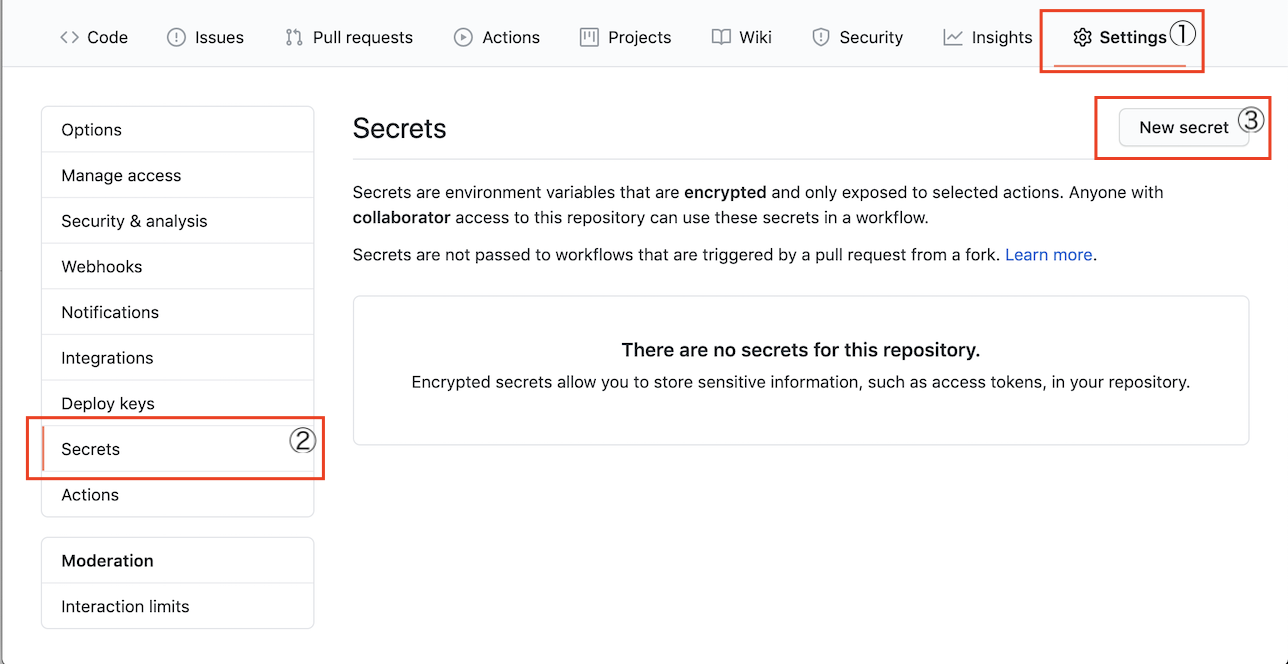 Code Issues Pull requests Actions Projects Wiki Security Insights Settings ①
Options
Manage access
Security & analysis
Webhooks
Notifications
Integrations
Deploy keys
Secrets ②
Actions
Moderation
Interaction limits
Secrets
New secret ③
Secrets are environment variables that are encrypted and only exposed to selected actions. Anyone with
collaborator access to this repository can use these secrets in a workflow.
Secrets are not passed to workflows that are triggered by a pull request from a fork. Learn more.
There are no secrets for this repository.
Encrypted secrets allow you to store sensitive information, such as access tokens, in your repository.